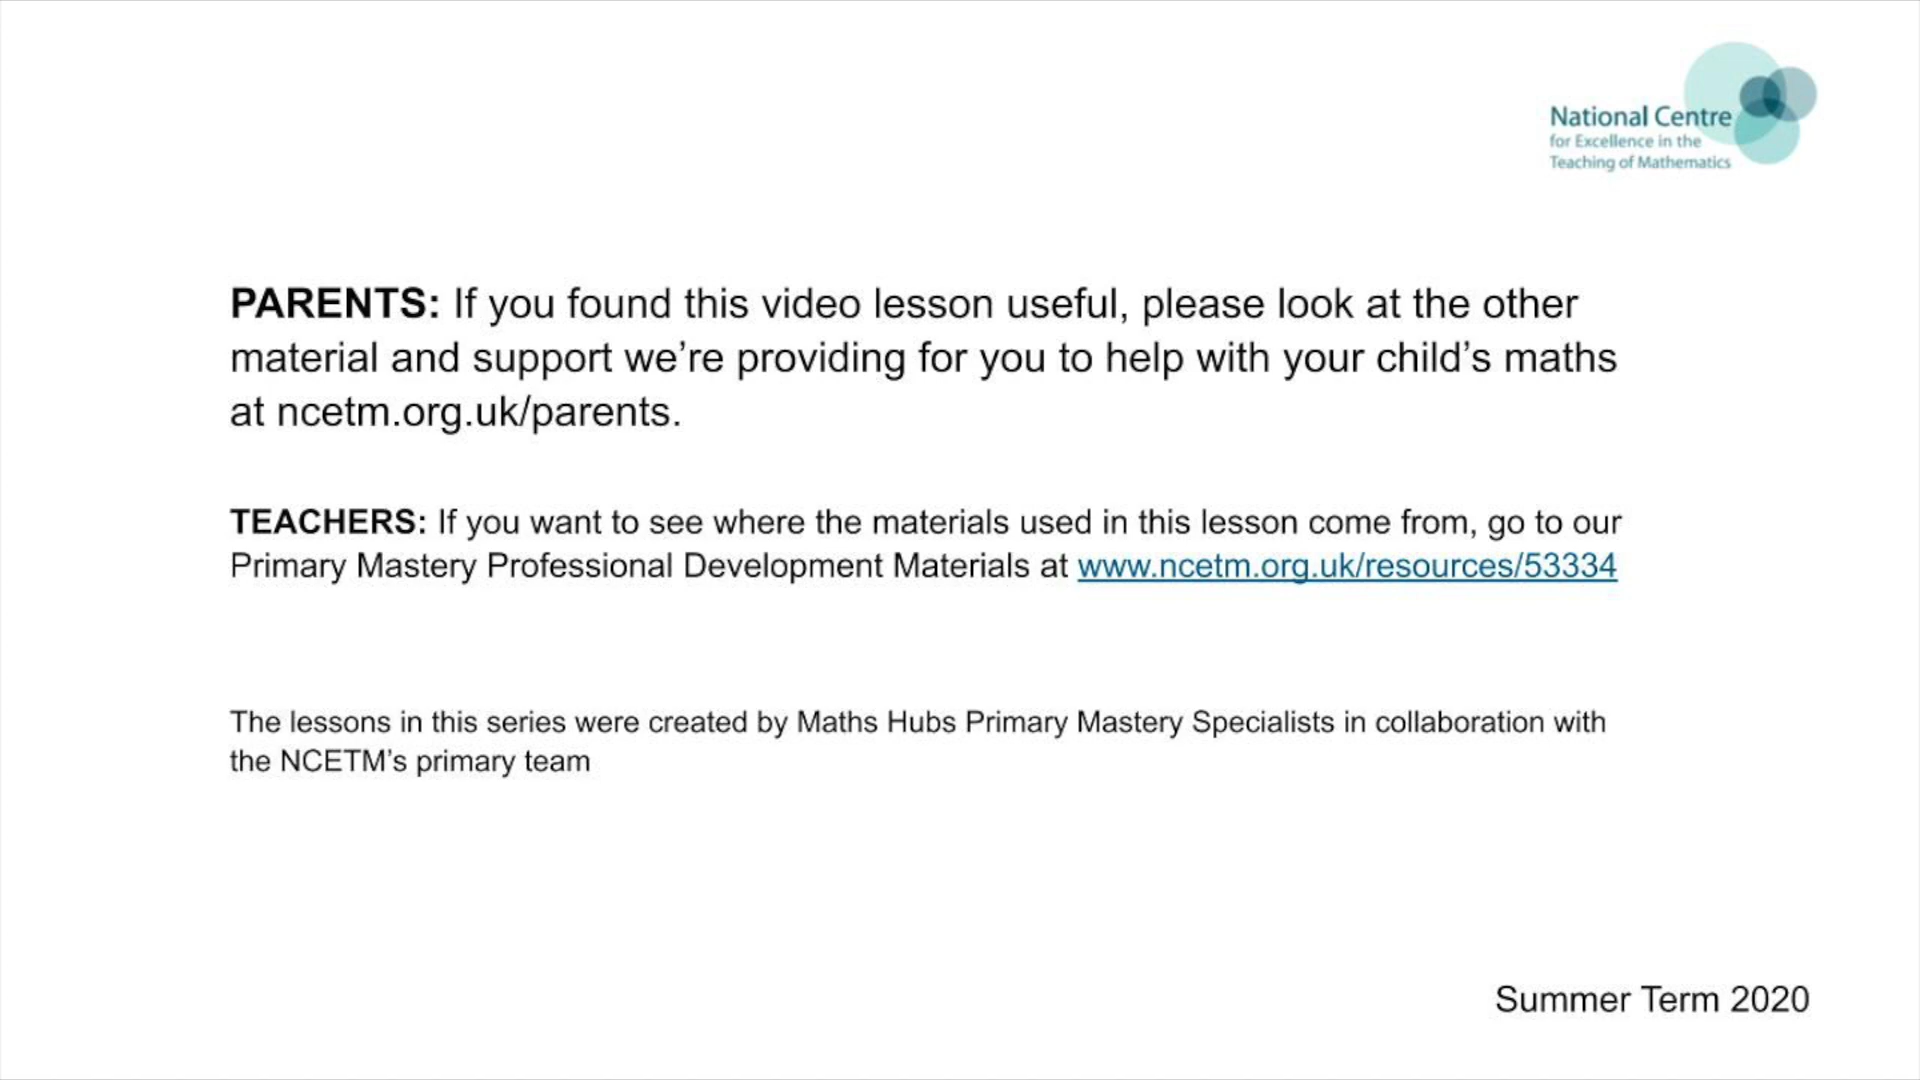 National Centre
for Excellence in the
Teaching of Mathematics
PARENTS: If you found this video lesson useful, please look at the other
material and support we’re providing for you to help with your child’s maths
at ncetm.org.uk/parents.
TEACHERS: If you want to see where the materials used in this lesson come from, go to our
Primary Mastery Professional Development Materials at www.ncetm.org.uk/resources/53334
The lessons in this series were created by Maths Hubs Primary Mastery Specialists in collaboration with
the NCETM’s primary team
Summer Term 2020